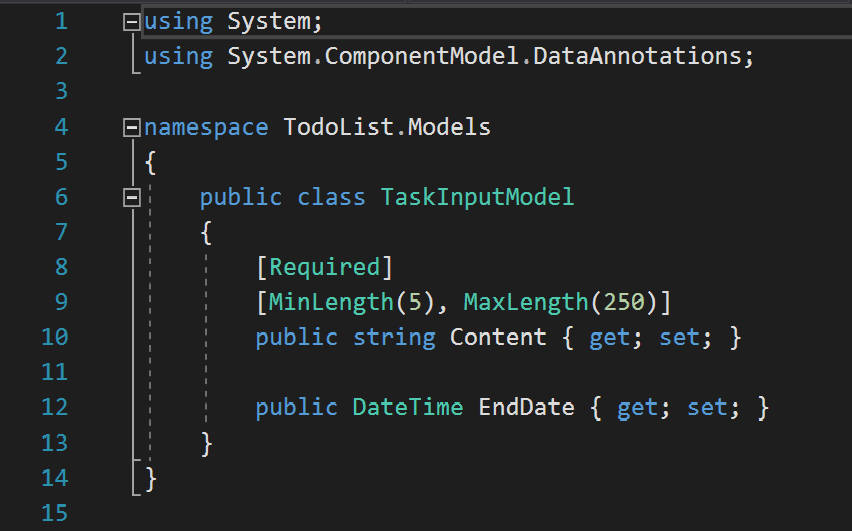 1 using System;
2 using System.ComponentModel.DataAnnotations;
3
4 namespace TodoList.Models
5 {
6     public class TaskInputModel
7     {
8         [Required]
9         [MinLength(5), MaxLength(250)]
10         public string Content { get; set; }
11
12         public DateTime EndDate { get; set; }
13     }
14 }
15